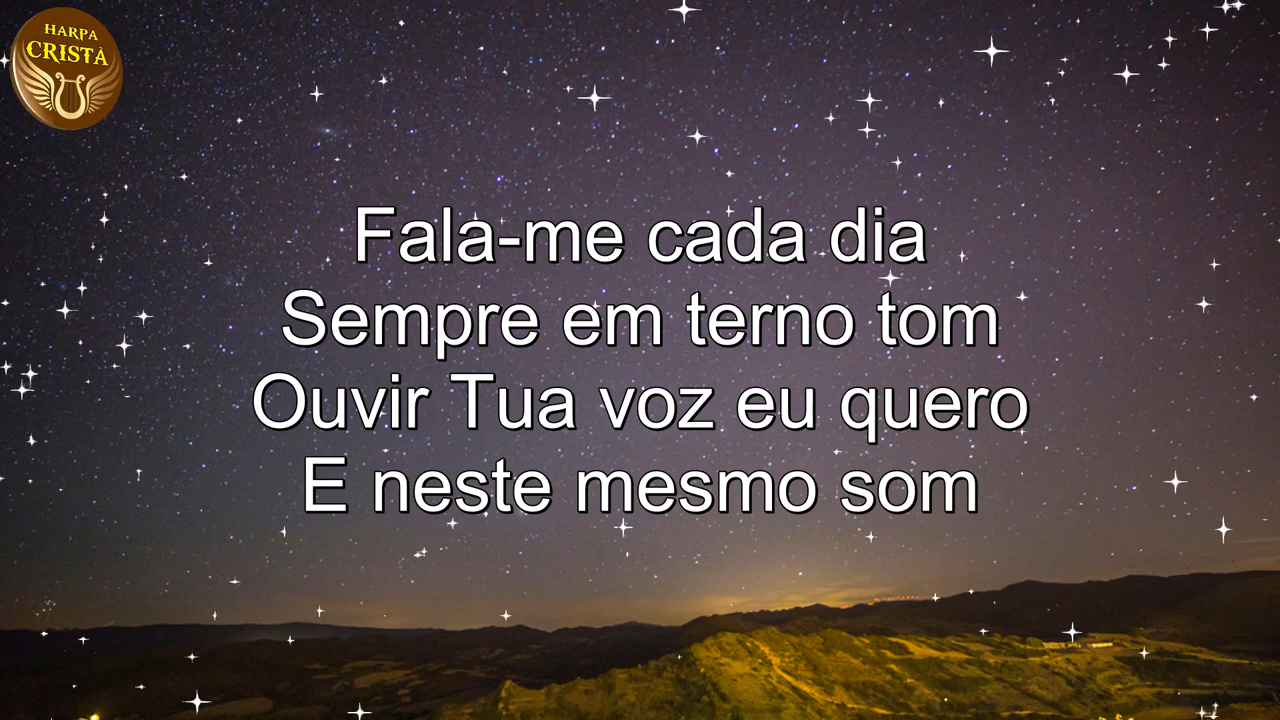 HARPA
CRISTÃ
Fala-me cada dia
Sempre em terno tom
Ouvir Tua voz eu quero
E neste mesmo som